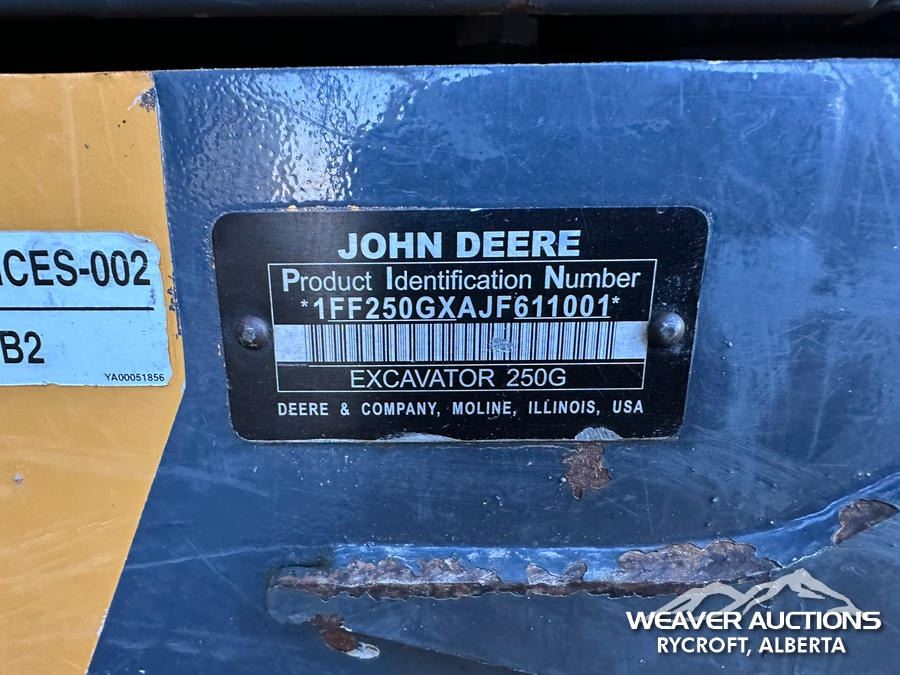 ICES-002
B2
YA00051856
JOHN DEERE
Product Identification Number
*1FF250GXAJF611001*
EXCAVATOR 250G
DEERE & COMPANY, MOLINE, ILLINOIS, USA
WEAVER AUCTIONS
RYCROFT, ALBERTA